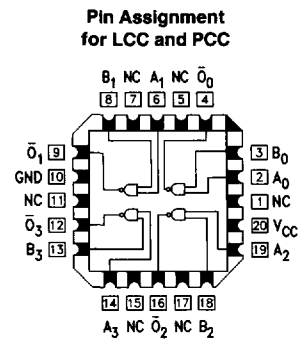 Pin Assignment
for LCC and PCC
B₁ NC A₁ NC Ō₀
8 7 6 5 4
Ō₁ 9
GND 10
NC 11
Ō₃ 12
B₃ 13
3 B₀
2 A₀
1 NC
20 V_CC
19 A₂
14 15 16 17 18
A₃ NC Ō₂ NC B₂